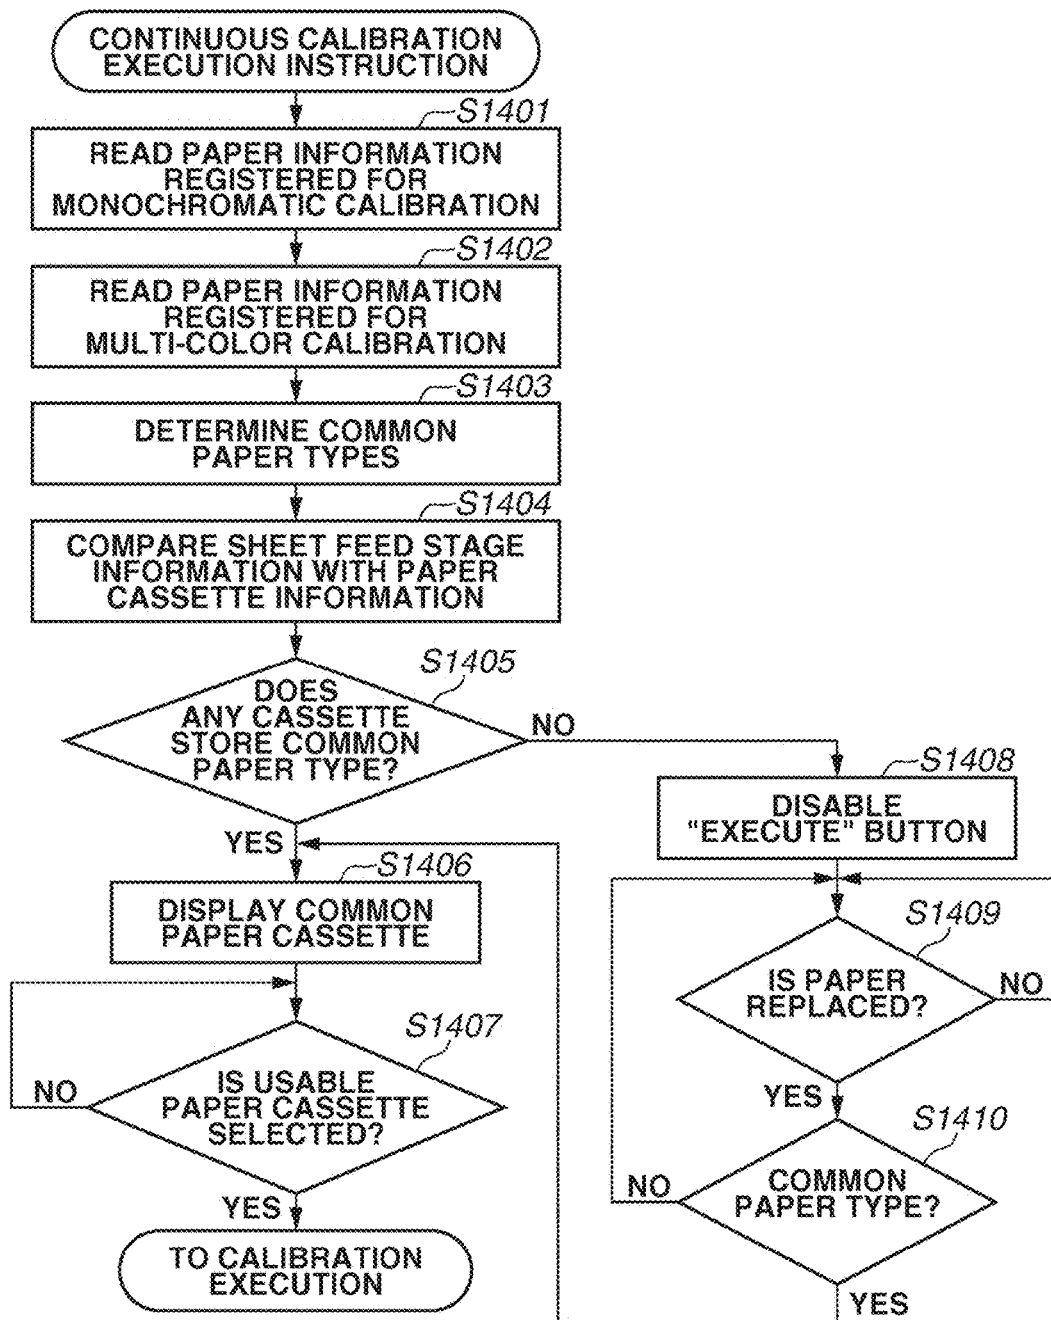 CONTINUOUS CALIBRATION
EXECUTION INSTRUCTION
S1401
READ PAPER INFORMATION
REGISTERED FOR
MONOCHROMATIC CALIBRATION
S1402
READ PAPER INFORMATION
REGISTERED FOR
MULTI-COLOR CALIBRATION
S1403
DETERMINE COMMON
PAPER TYPES
S1404
COMPARE SHEET FEED STAGE
INFORMATION WITH PAPER
CASSETTE INFORMATION
S1405
DOES
ANY CASSETTE
STORE COMMON
PAPER TYPE?
NO
YES
S1406
DISPLAY COMMON
PAPER CASSETTE
S1407
IS USABLE
PAPER CASSETTE
SELECTED?
NO
YES
TO CALIBRATION
EXECUTION
S1408
DISABLE
"EXECUTE" BUTTON
S1409
IS PAPER
REPLACED?
NO
YES
S1410
COMMON
PAPER TYPE?
NO
YES